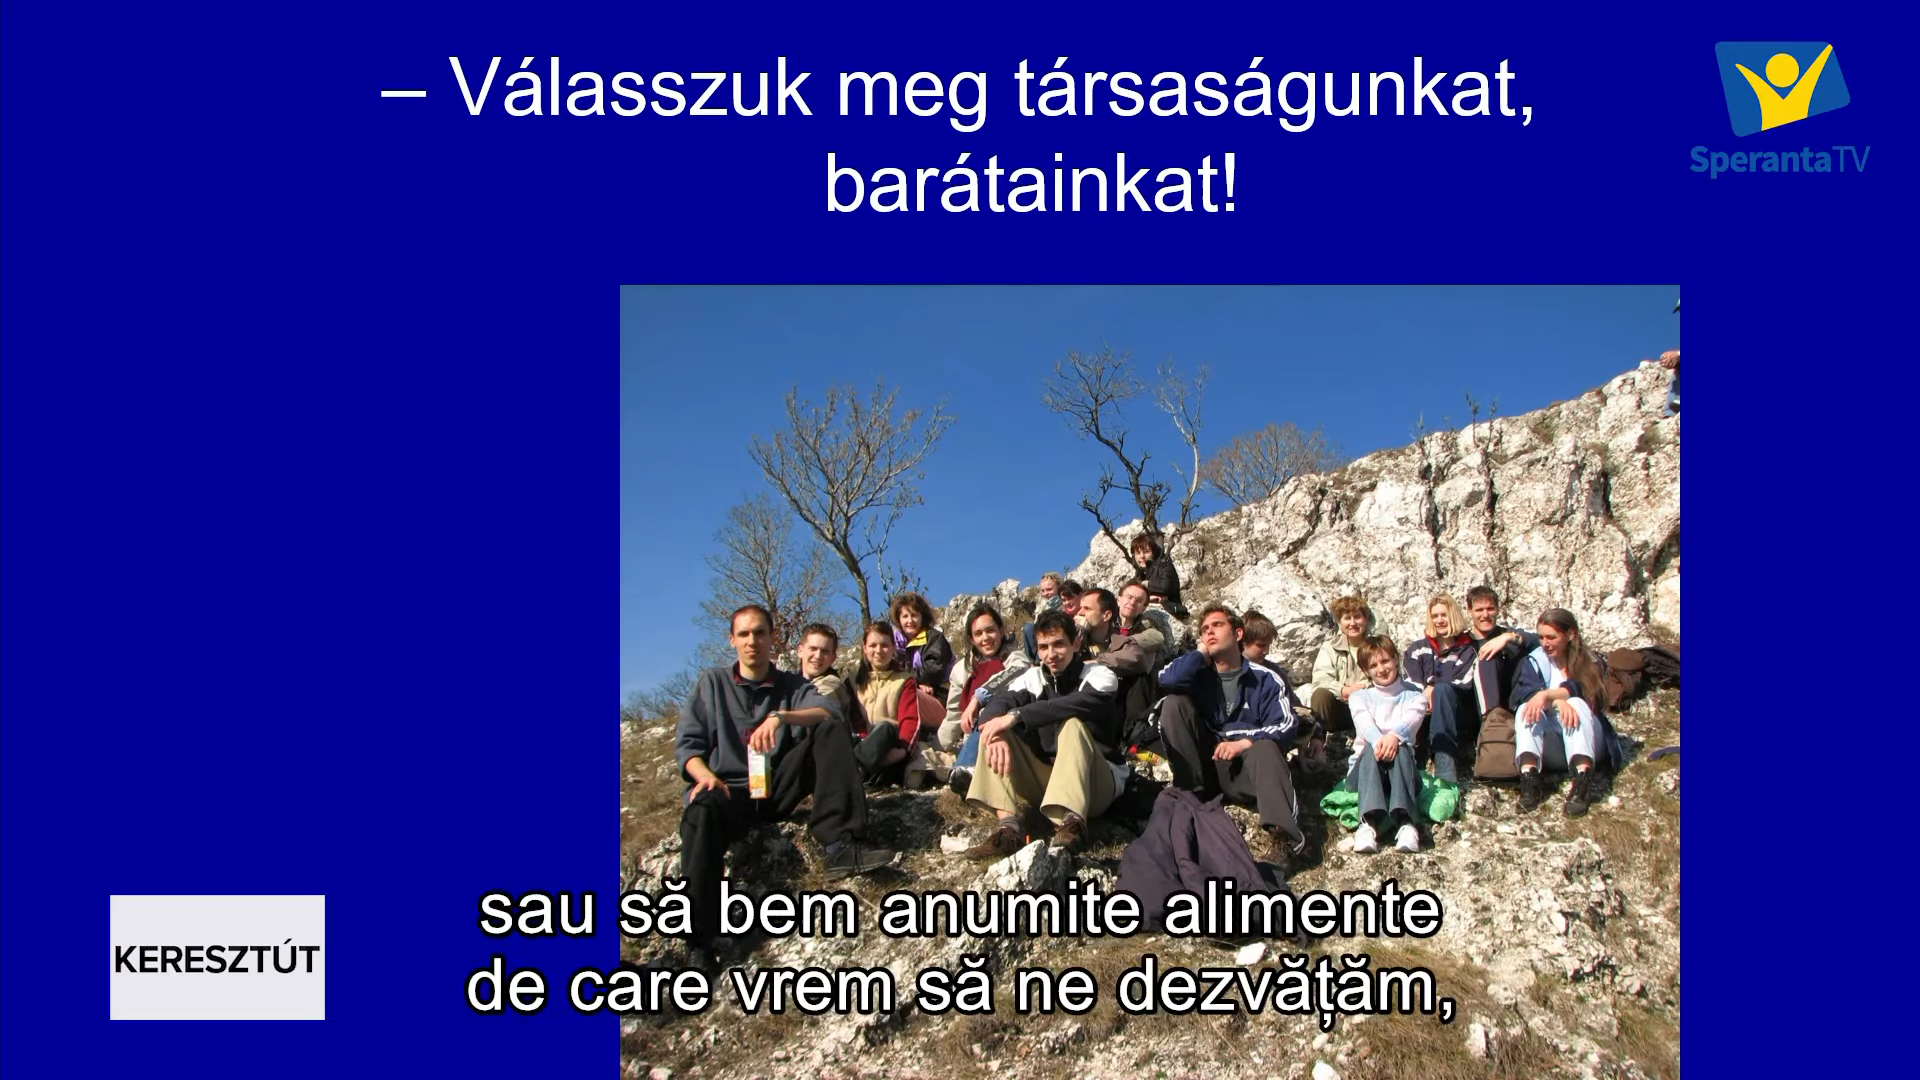 – Válasszuk meg társaságunkat,
barátainkat!
SperantaTV
sau să bem anumite alimente
de care vrem să ne dezvățăm,
KERESZTÚT